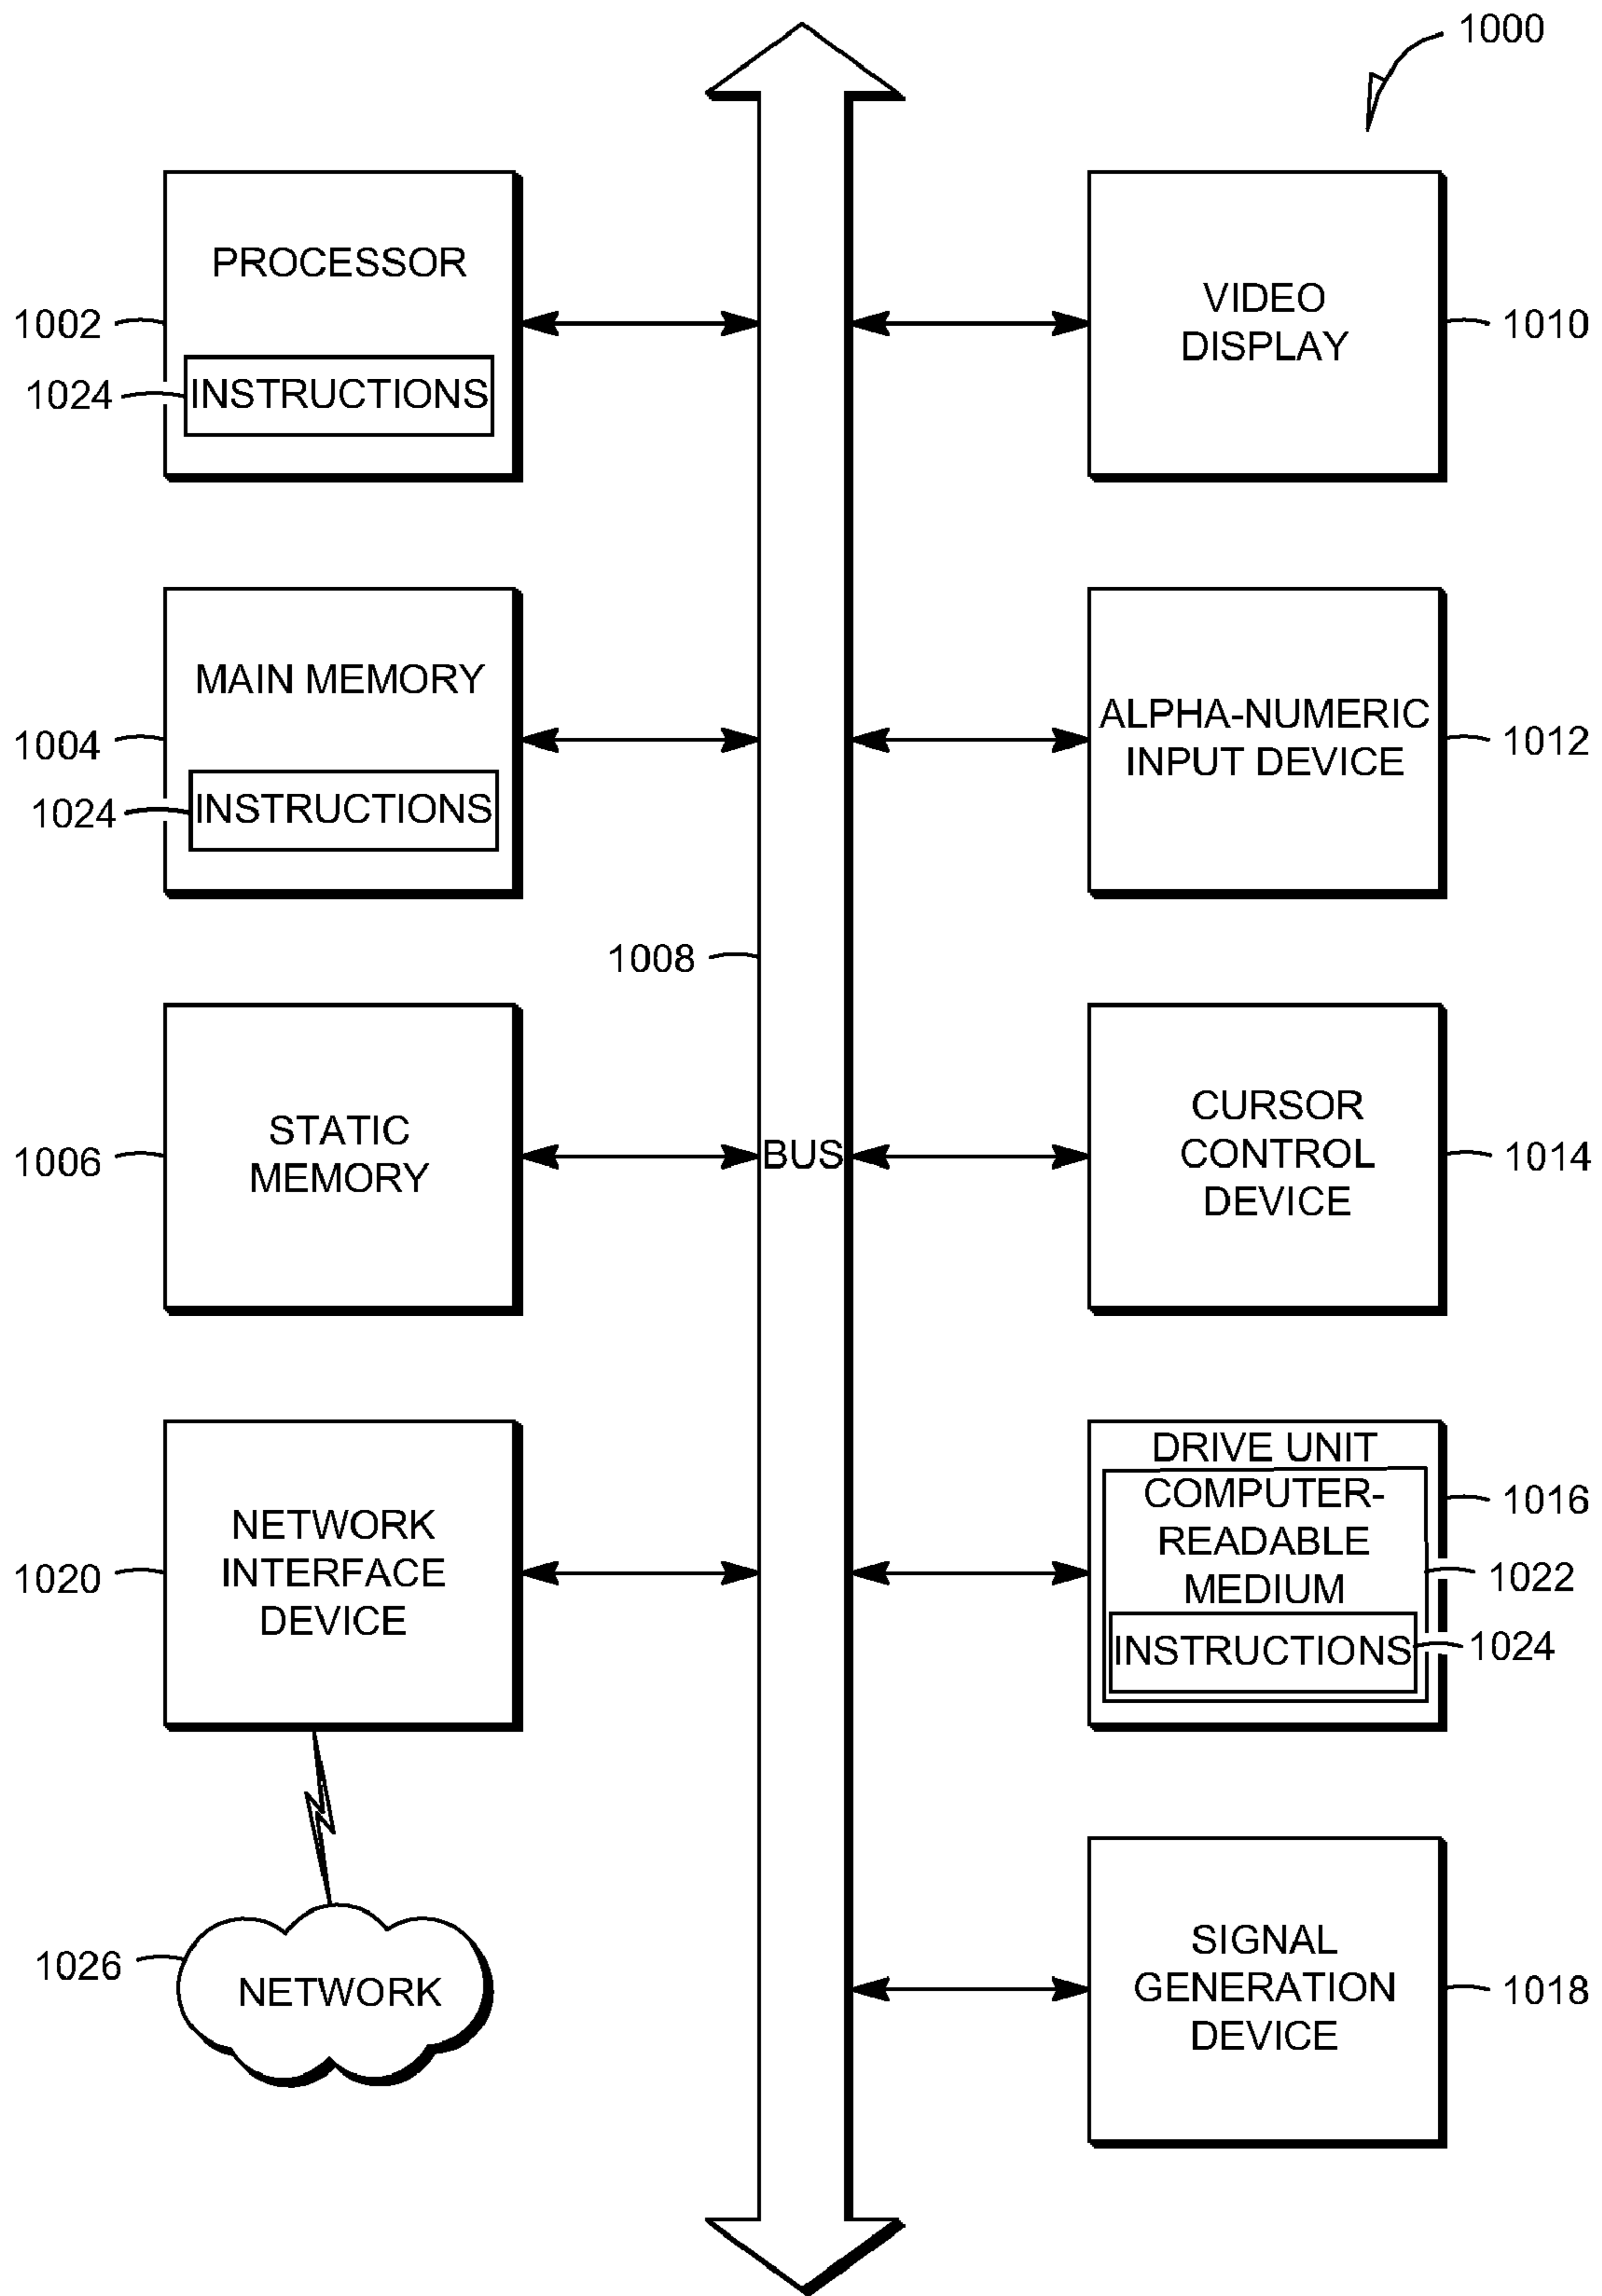 1000
PROCESSOR
1002
1024
INSTRUCTIONS
VIDEO
DISPLAY
1010
MAIN MEMORY
1004
1024
INSTRUCTIONS
ALPHA-NUMERIC
INPUT DEVICE
1012
1008
STATIC
MEMORY
1006
BUS
CURSOR
CONTROL
DEVICE
1014
NETWORK
INTERFACE
DEVICE
1020
DRIVE UNIT
COMPUTER-
READABLE
MEDIUM
INSTRUCTIONS
1016
1022
1024
1026
NETWORK
SIGNAL
GENERATION
DEVICE
1018